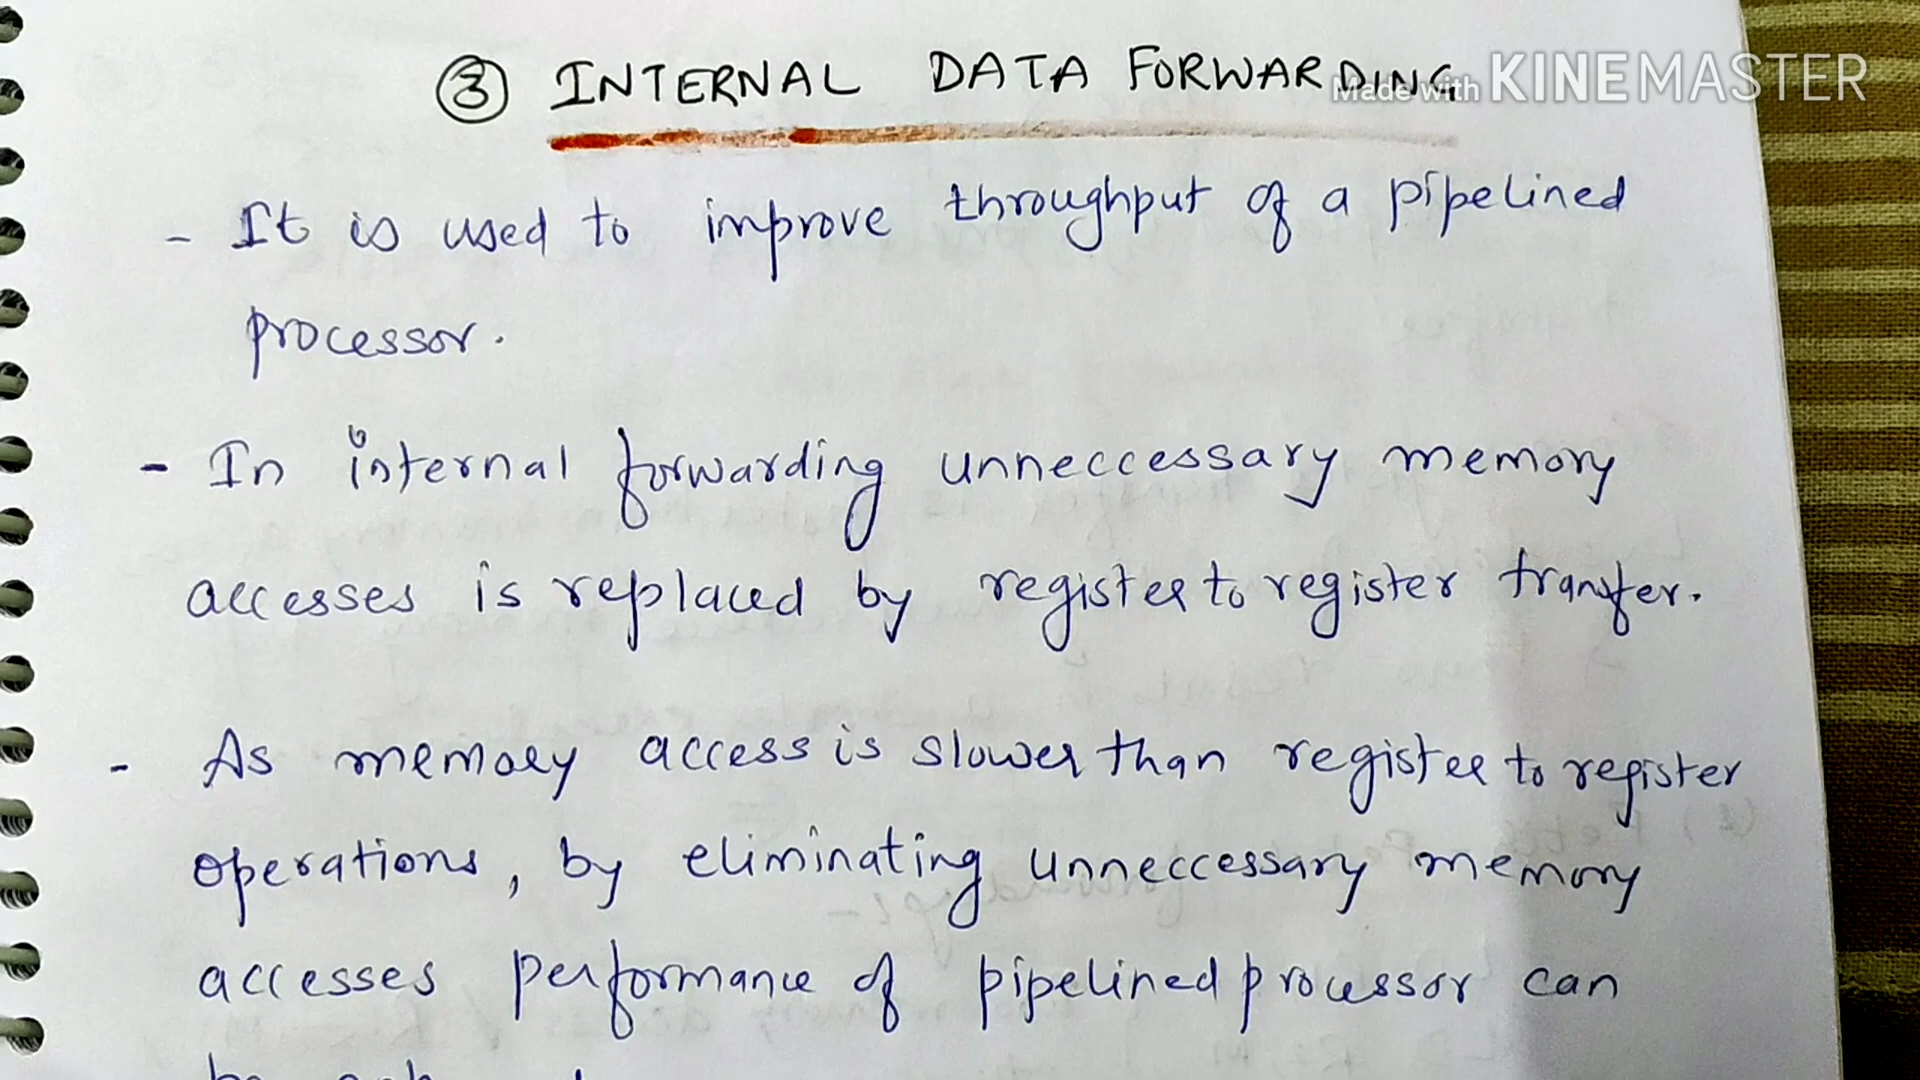 ③ INTERNAL DATA FORWARDING
Made with KINEMASTER
- It is used to improve throughput of a pipelined
processor.
- In internal forwarding unneccessary memory
accesses is replaced by register to register transfer.
- As memory access is slower than register to register
operations, by eliminating unneccessary memory
accesses performance of pipelined processor can